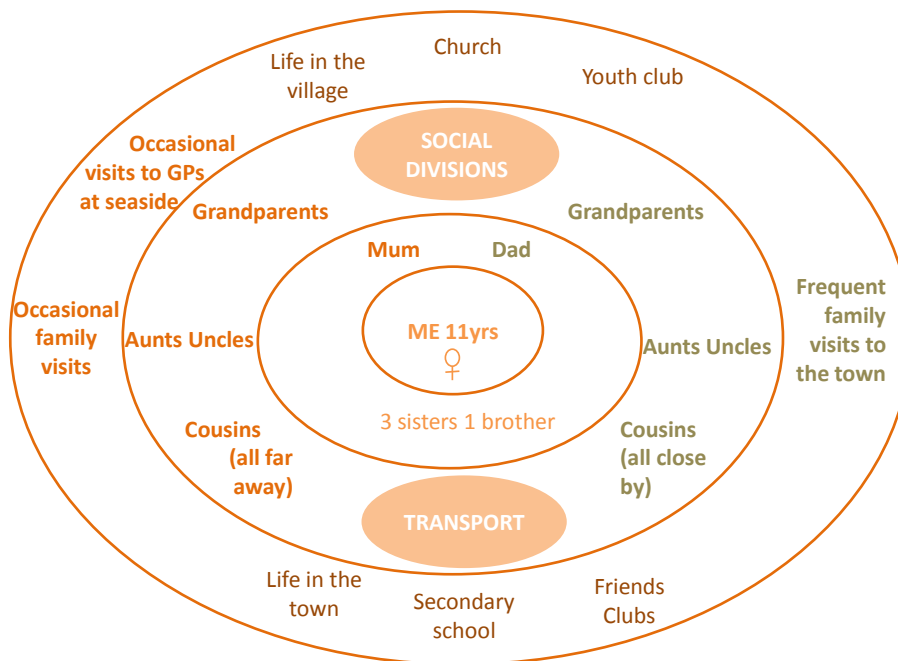 Church
Life in the
village
Youth club
Occasional
visits to GPs
at seaside
SOCIAL
DIVISIONS
Grandparents
Grandparents
Mum
Dad
Occasional
family
visits
Aunts Uncles
ME 11yrs
Aunts Uncles
Frequent
family
visits to
the town
3 sisters 1 brother
Cousins
(all far
away)
Cousins
(all close
by)
TRANSPORT
Life in the
town
Secondary
school
Friends
Clubs